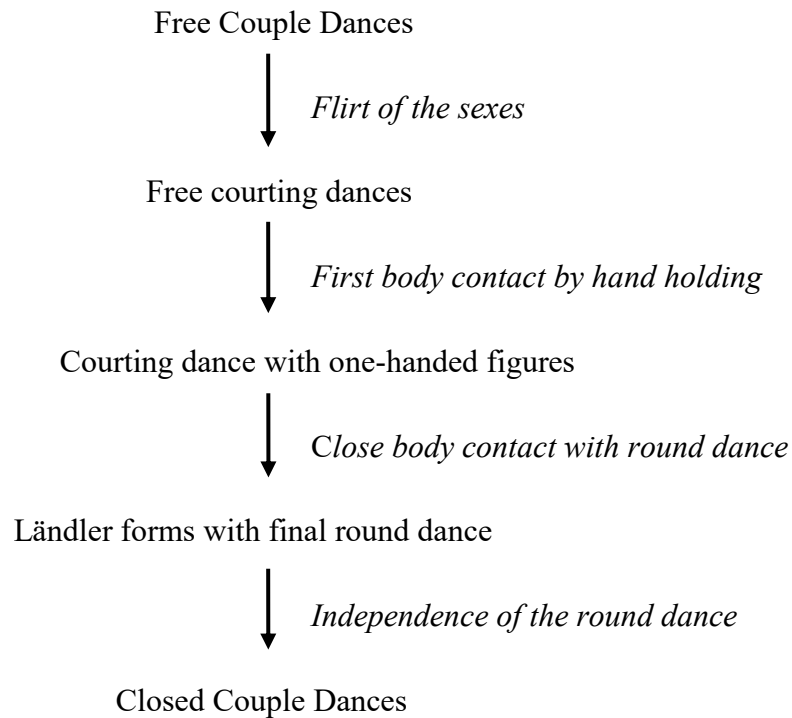 Free Couple Dances
Flirt of the sexes
Free courting dances
First body contact by hand holding
Courting dance with one-handed figures
Close body contact with round dance
Ländler forms with final round dance
Independence of the round dance
Closed Couple Dances